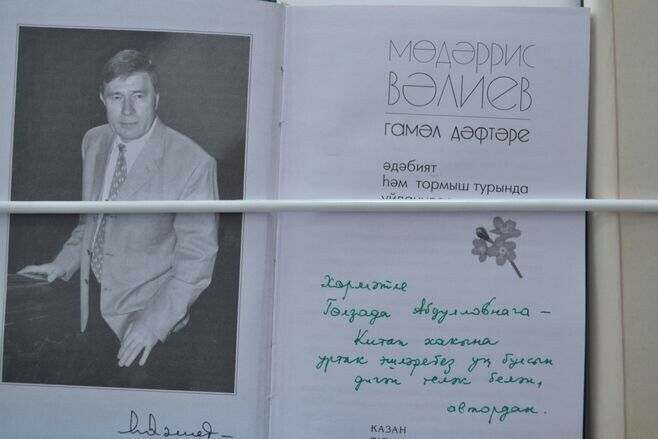 мөдәррис
вәлиев
гамәл дәфтәре
әдәбият
һәм тормыш турында
Хөрмәтле
Гөлзада Абдулловнага –
Китап хакына
уртак эшләребез уң булсын
дигән теләк белән,
автордан.
КАЗАН